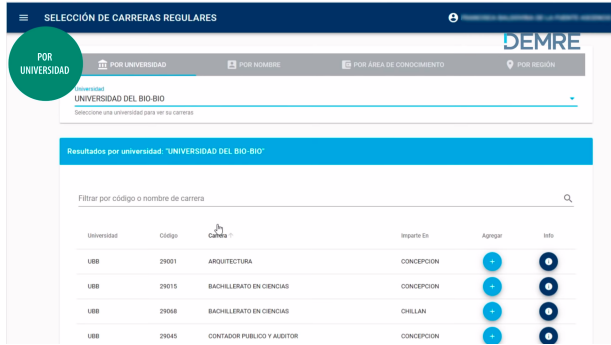 SELECCIÓN DE CARRERAS REGULARES
DEMRE
POR
UNIVERSIDAD
POR UNIVERSIDAD
POR NOMBRE
POR ÁREA DE CONOCIMIENTO
POR REGIÓN
Universidad
UNIVERSIDAD DEL BIO-BIO
Seleccione una universidad para ver su carreras
Resultados por universidad: "UNIVERSIDAD DEL BIO-BIO"
Filtrar por código o nombre de carrera
Universidad Código Carrera ↑ Imparte En Agregar Info
UBB 29001 ARQUITECTURA CONCEPCION +
UBB 29015 BACHILLERATO EN CIENCIAS CONCEPCION +
UBB 29068 BACHILLERATO EN CIENCIAS CHILLAN +
UBB 29045 CONTADOR PUBLICO Y AUDITOR CONCEPCION +